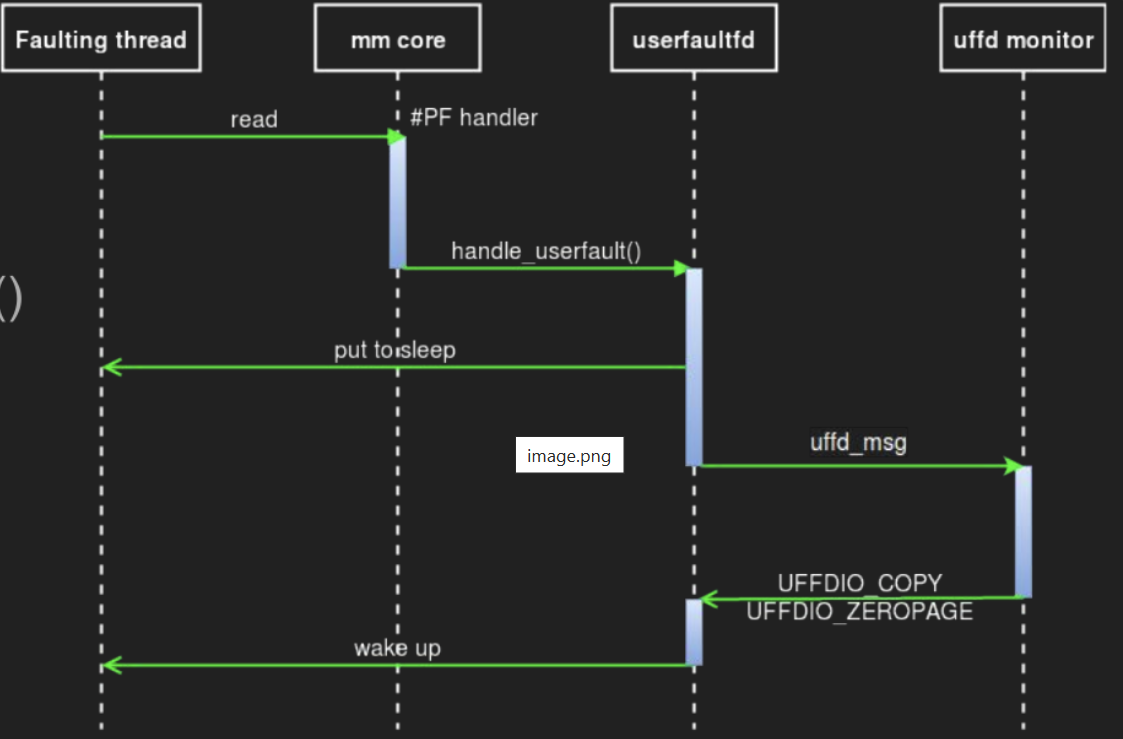 Faulting thread
mm core
userfaultfd
uffd monitor
read
#PF handler
handle_userfault()
()
put to sleep
uffd_msg
image.png
UFFDIO_COPY
UFFDIO_ZEROPAGE
wake up